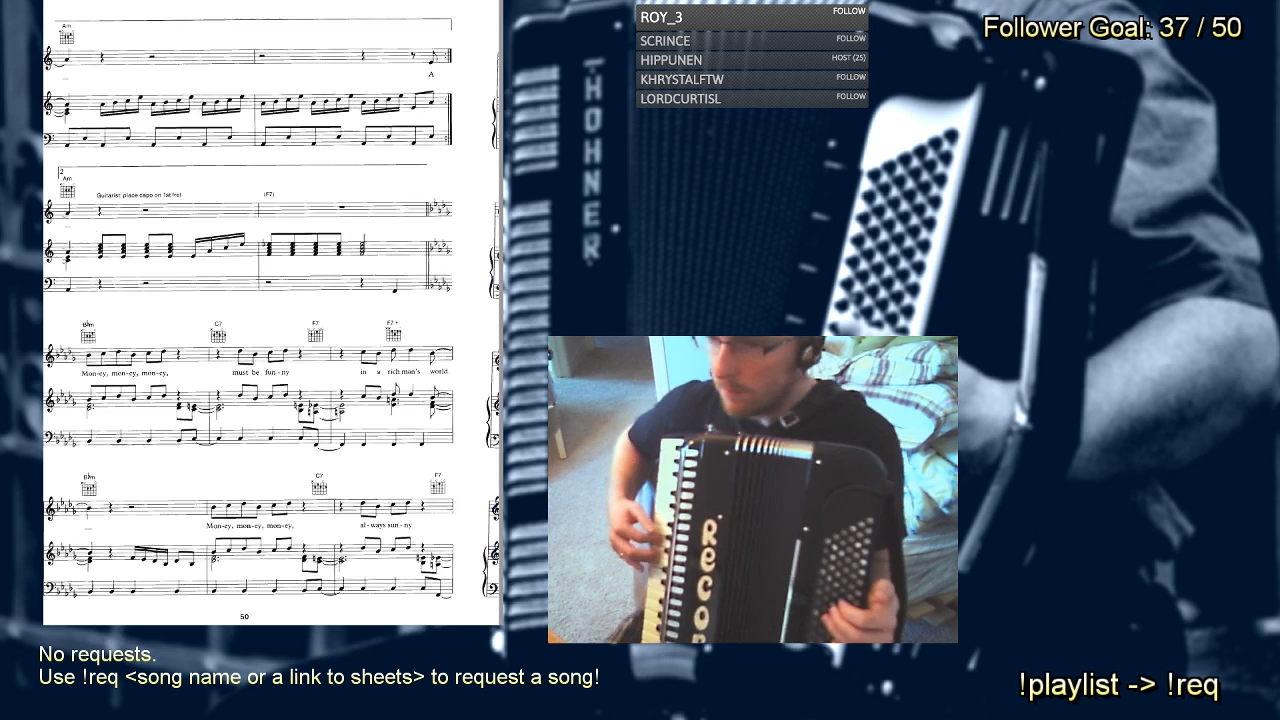 Am
A
2
Am
Guitarist: place capo on 1st fret
(F7)
B♭m C7 F7 F7+
Mon-ey, mon-ey, mon-ey, must be fun-ny in a rich man's world.
B♭m C7 F7
Mon-ey, mon-ey, mon-ey, al-ways sun-ny
50
HOHNER
ROY_3 FOLLOW
SCRINCE FOLLOW
HIPPUNEN HOST (25)
KHRYSTALFTW FOLLOW
LORDCURTISL FOLLOW
Follower Goal: 37 / 50
Recor
No requests.
Use !req <song name or a link to sheets> to request a song!
!playlist -> !req